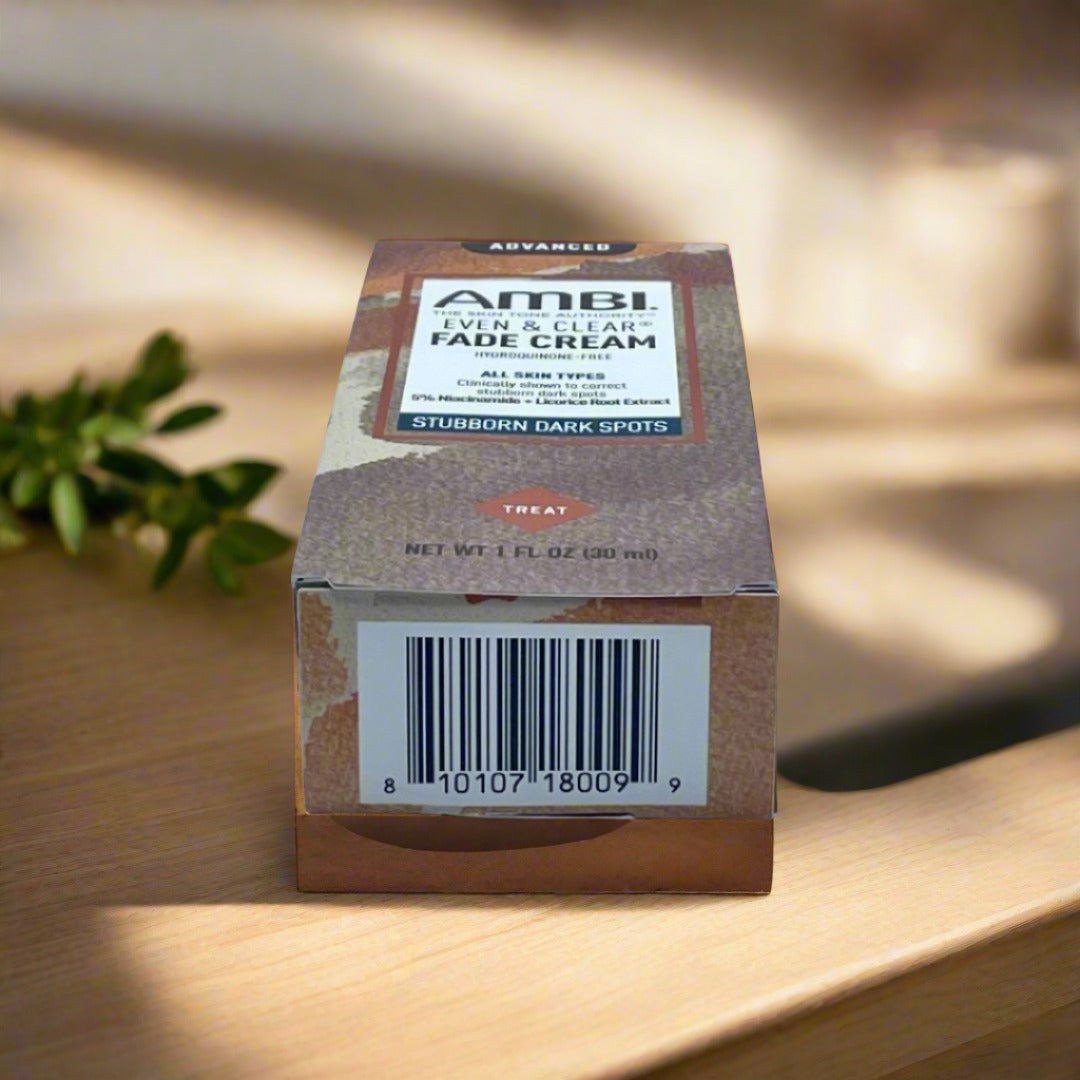 ADVANCED
AMBI.
THE SKIN TONE AUTHORITY™
EVEN & CLEAR®
FADE CREAM
HYDROQUINONE-FREE
ALL SKIN TYPES
Clinically shown to correct
stubborn dark spots
5% Niacinamide + Licorice Root Extract
STUBBORN DARK SPOTS
TREAT
NET WT 1 FL OZ (30 ml)
8 10107 18009 9